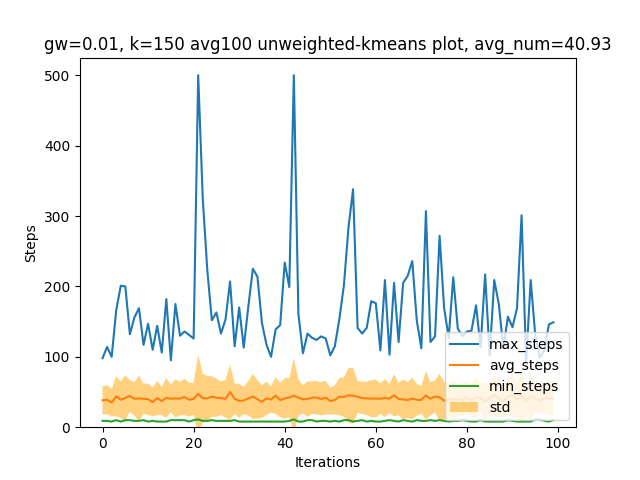 gw=0.01, k=150 avg100 unweighted-kmeans plot, avg_num=40.93
500
400
300
200
100
0
Steps
0
20
40
60
80
100
Iterations
max_steps
avg_steps
min_steps
std